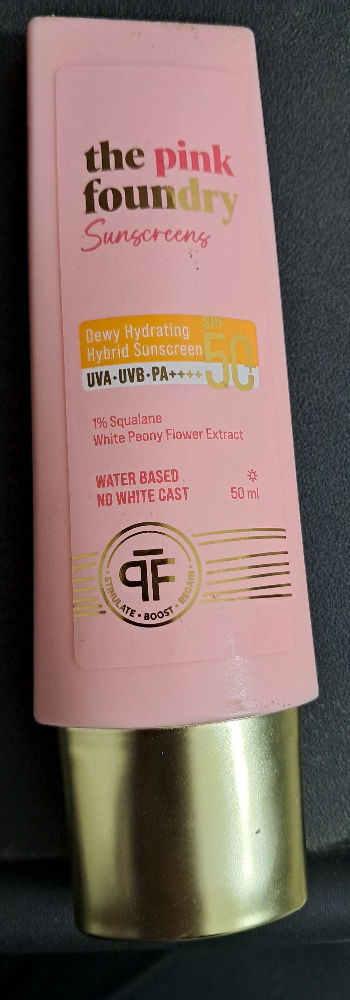 the pink
foundry
Sunscreens
Dewy Hydrating
Hybrid Sunscreen
SPF
50
UVA•UVB•PA++++
1% Squalane
White Peony Flower Extract
WATER BASED
NO WHITE CAST
50 ml
PF
STIMULATE • BOOST • REGAIN